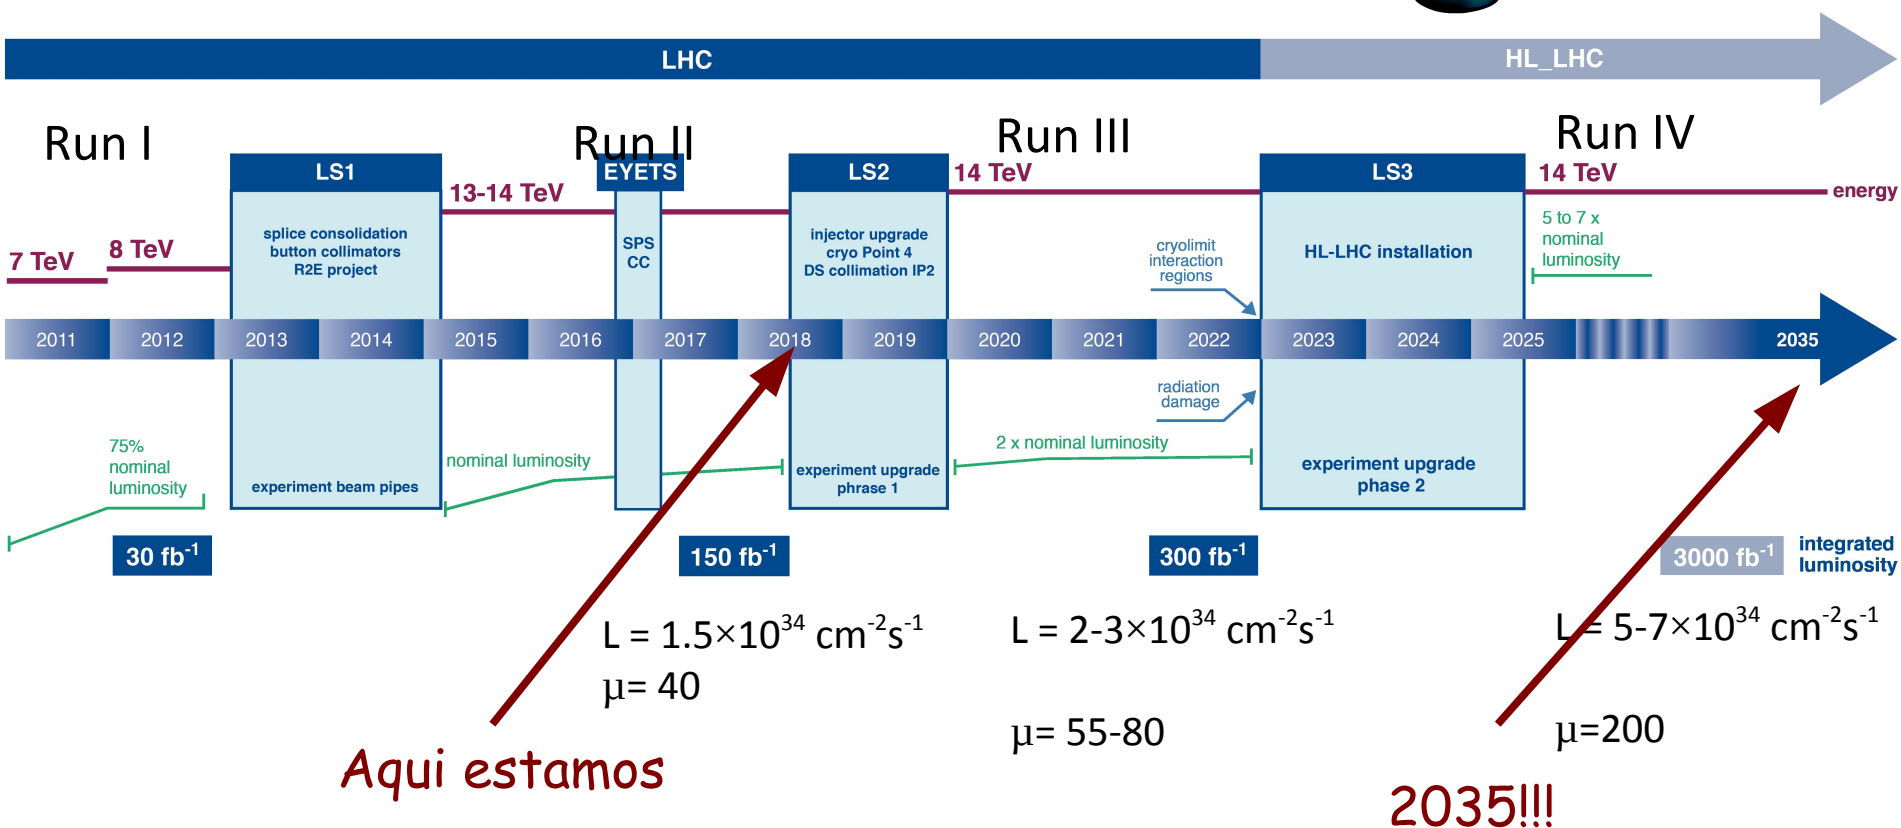 LHC
HL_LHC
Run I
Run II
Run III
Run IV
LS1
EYETS
LS2
LS3
7 TeV
8 TeV
13-14 TeV
14 TeV
14 TeV
energy
splice consolidation
button collimators
R2E project
SPS
CC
injector upgrade
cryo Point 4
DS collimation IP2
cryolimit
interaction
regions
HL-LHC installation
5 to 7 x
nominal
luminosity
2011 2012 2013 2014 2015 2016 2017 2018 2019 2020 2021 2022 2023 2024 2025 2035
75%
nominal
luminosity
experiment beam pipes
nominal luminosity
experiment upgrade
phrase 1
2 x nominal luminosity
radiation
damage
experiment upgrade
phase 2
30 fb⁻¹
150 fb⁻¹
300 fb⁻¹
3000 fb⁻¹
integrated
luminosity
L = 1.5×10³⁴ cm⁻²s⁻¹
µ= 40
L = 2-3×10³⁴ cm⁻²s⁻¹
µ= 55-80
L = 5-7×10³⁴ cm⁻²s⁻¹
µ=200
Aqui estamos
2035!!!